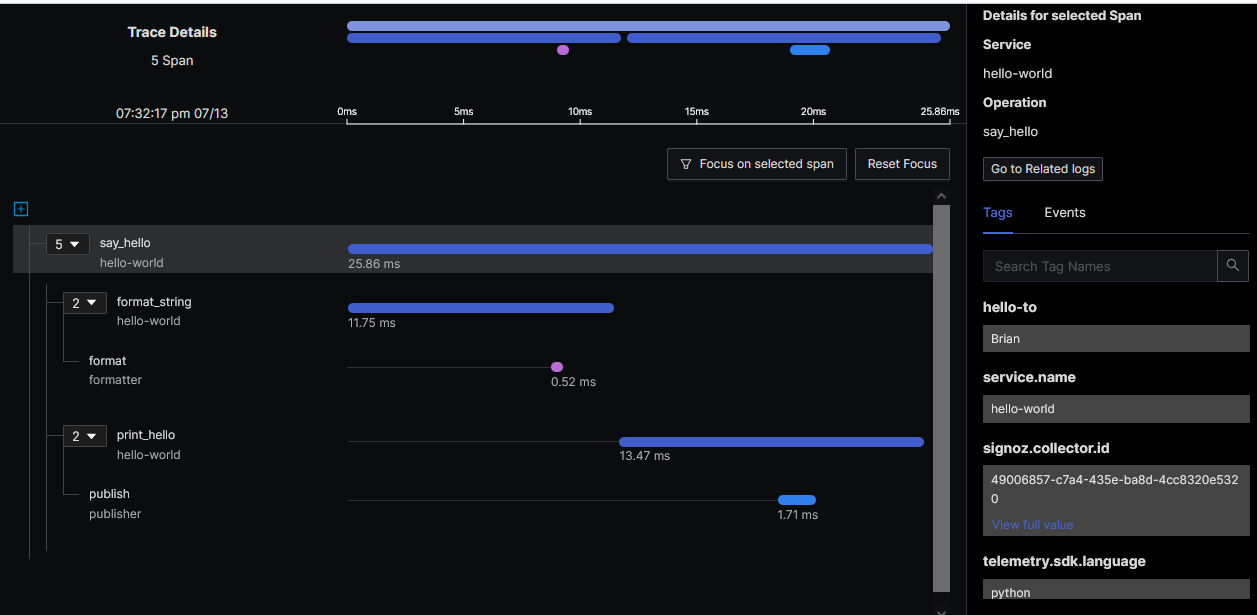 Trace Details
5 Span
07:32:17 pm 07/13
0ms 5ms 10ms 15ms 20ms 25.86ms
Focus on selected span Reset Focus
5 say_hello
hello-world
25.86 ms
2 format_string
hello-world
11.75 ms
format
formatter
0.52 ms
2 print_hello
hello-world
13.47 ms
publish
publisher
1.71 ms
Details for selected Span
Service
hello-world
Operation
say_hello
Go to Related logs
Tags Events
Search Tag Names
hello-to
Brian
service.name
hello-world
signoz.collector.id
49006857-c7a4-435e-ba8d-4cc8320e532
0
View full value
telemetry.sdk.language
python